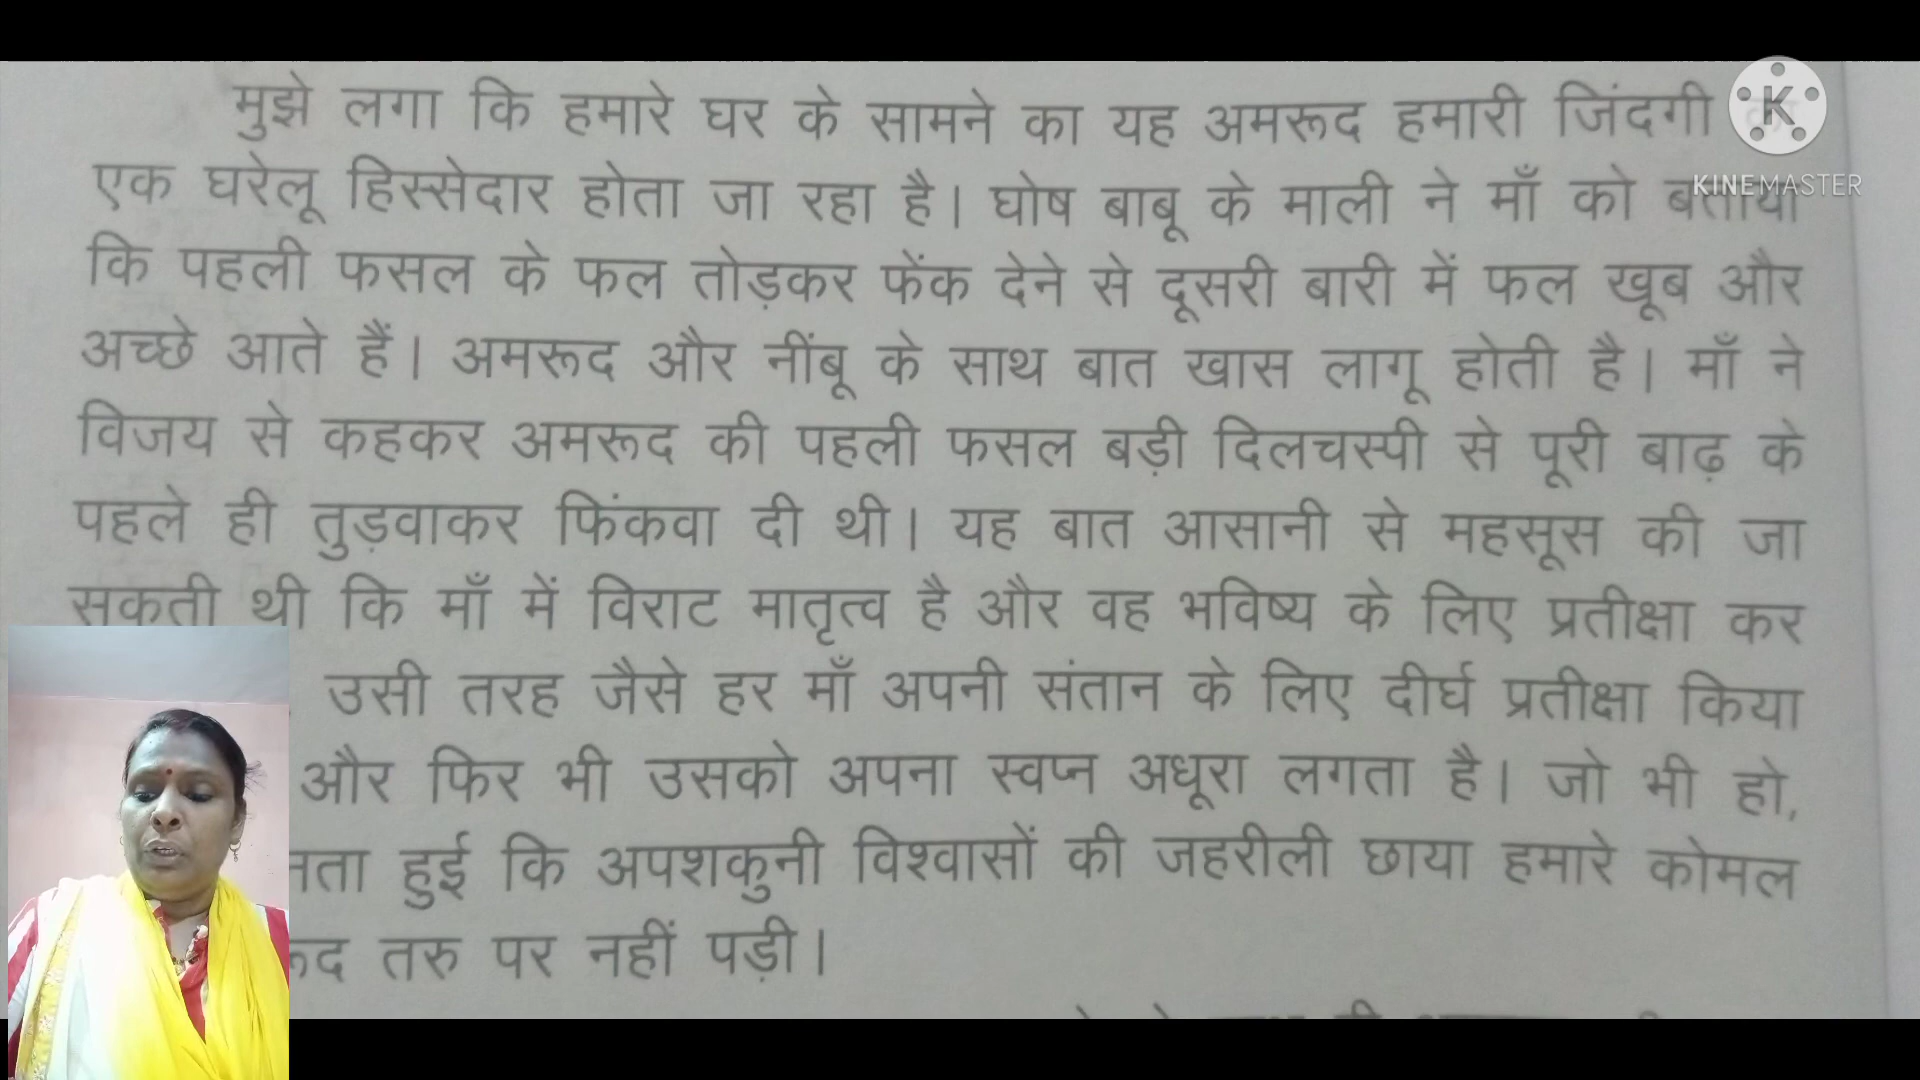 मुझे लगा कि हमारे घर के सामने का यह अमरूद हमारी जिंदगी
एक घरेलू हिस्सेदार होता जा रहा है। घोष बाबू के माली ने माँ को बताया
कि पहली फसल के फल तोड़कर फेंक देने से दूसरी बारी में फल खूब और
अच्छे आते हैं। अमरूद और नींबू के साथ बात खास लागू होती है। माँ ने
विजय से कहकर अमरूद की पहली फसल बड़ी दिलचस्पी से पूरी बाढ़ के
पहले ही तुड़वाकर फिंकवा दी थी। यह बात आसानी से महसूस की जा
सकती थी कि माँ में विराट मातृत्व है और वह भविष्य के लिए प्रतीक्षा कर
उसी तरह जैसे हर माँ अपनी संतान के लिए दीर्घ प्रतीक्षा किया
और फिर भी उसको अपना स्वप्न अधूरा लगता है। जो भी हो,
हुई कि अपशकुनी विश्वासों की जहरीली छाया हमारे कोमल
तरु पर नहीं पड़ी।
K
KINEMASTER